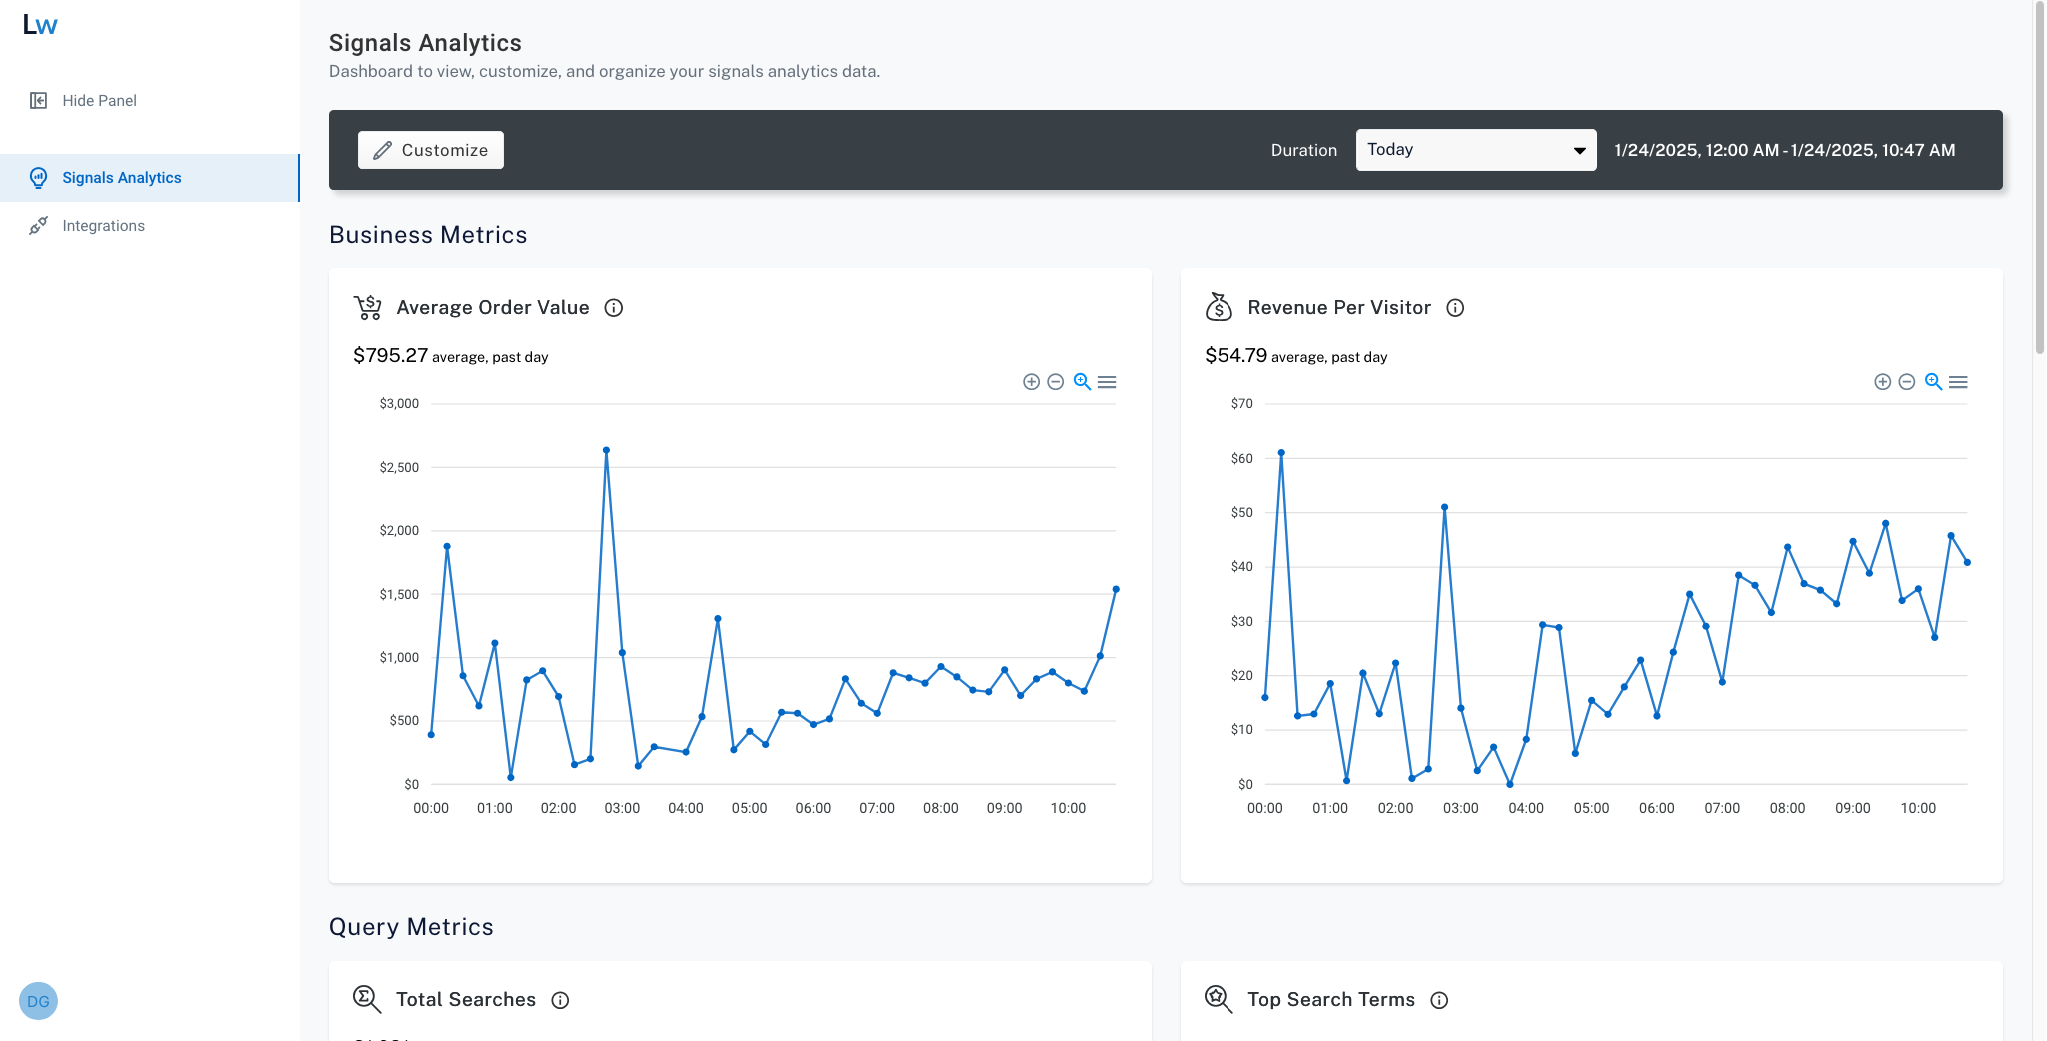 Lw
Hide Panel
Signals Analytics
Integrations
DG
Signals Analytics
Dashboard to view, customize, and organize your signals analytics data.
Customize
Duration
Today
1/24/2025, 12:00 AM - 1/24/2025, 10:47 AM
Business Metrics
Average Order Value
$795.27 average, past day
$3,000
$2,500
$2,000
$1,500
$1,000
$500
$0
00:00 01:00 02:00 03:00 04:00 05:00 06:00 07:00 08:00 09:00 10:00
Revenue Per Visitor
$54.79 average, past day
$70
$60
$50
$40
$30
$20
$10
$0
00:00 01:00 02:00 03:00 04:00 05:00 06:00 07:00 08:00 09:00 10:00
Query Metrics
Total Searches
Top Search Terms